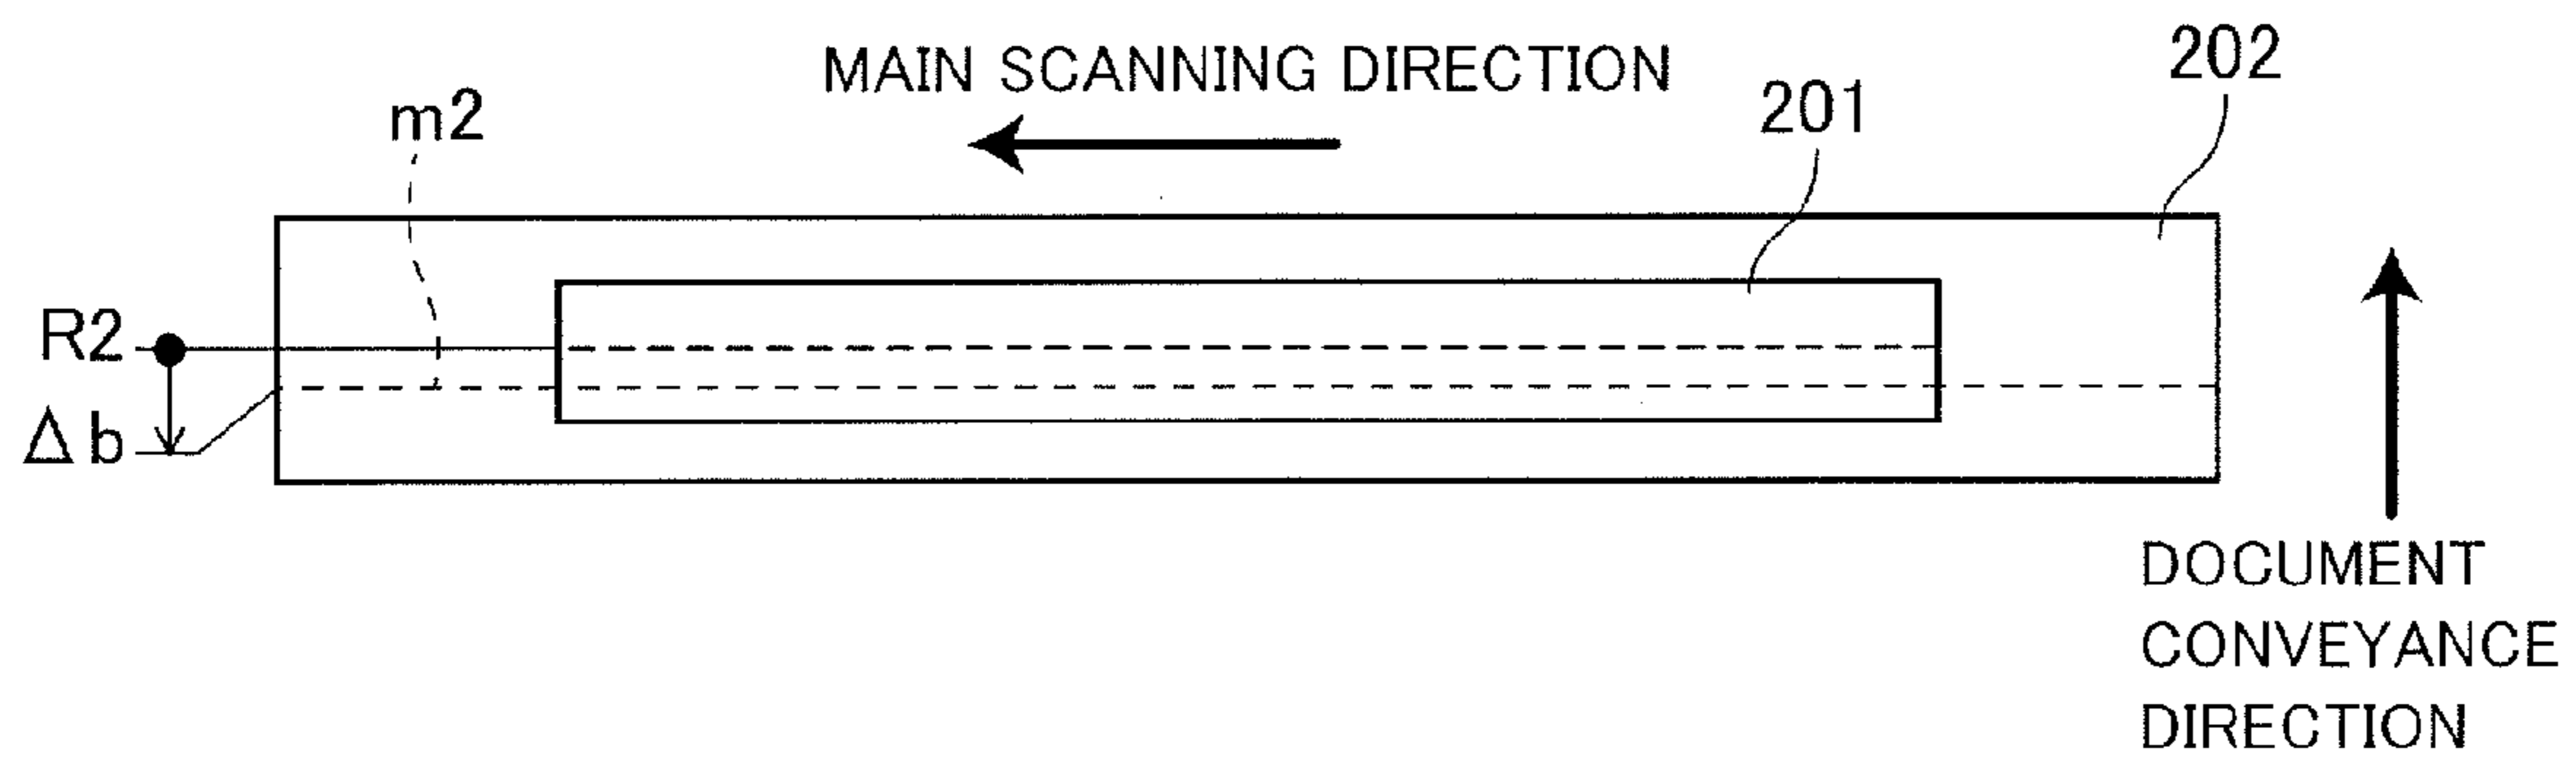 202
MAIN SCANNING DIRECTION
201
m2
R2
Δb
DOCUMENT
CONVEYANCE
DIRECTION